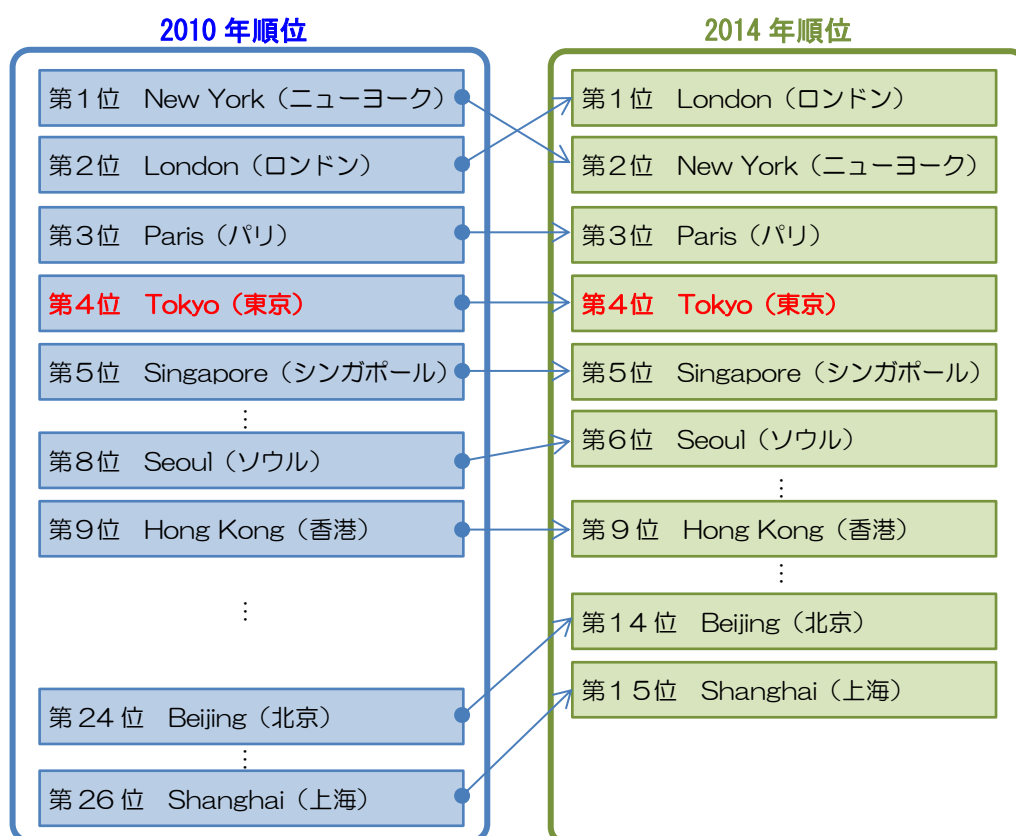 2010 年順位
第1位 New York（ニューヨーク）
第2位 London（ロンドン）
第3位 Paris（パリ）
第4位 Tokyo（東京）
第5位 Singapore（シンガポール）
⋮
第8位 Seoul（ソウル）
第9位 Hong Kong（香港）
⋮
第 24 位 Beijing（北京）
⋮
第 26 位 Shanghai（上海）
2014 年順位
第1位 London（ロンドン）
第2位 New York（ニューヨーク）
第3位 Paris（パリ）
第4位 Tokyo（東京）
第5位 Singapore（シンガポール）
第6位 Seoul（ソウル）
⋮
第９位 Hong Kong（香港）
⋮
第１４位 Beijing（北京）
第１５位 Shanghai（上海）